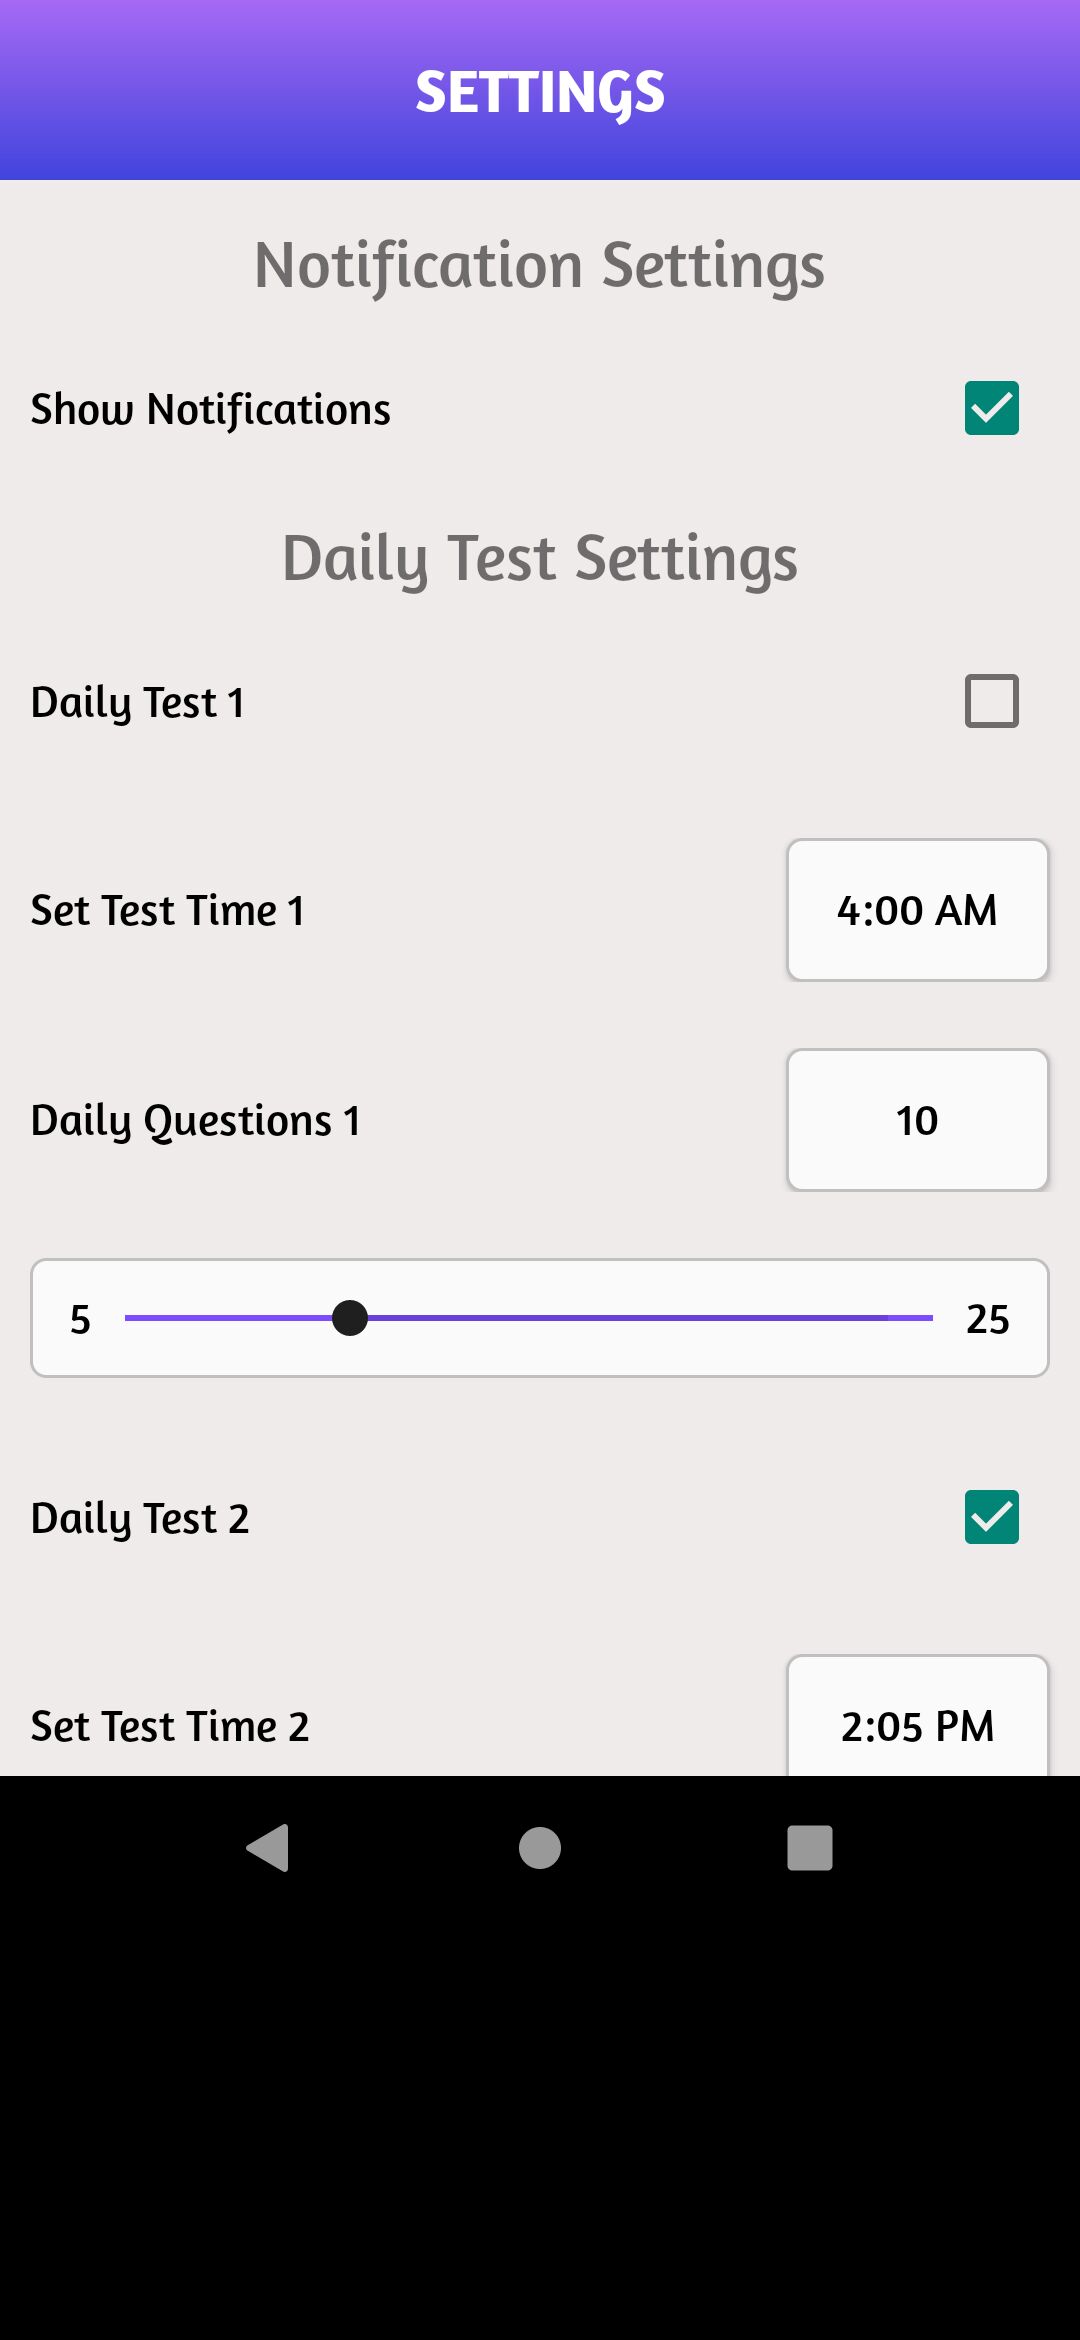 SETTINGS
Notification Settings
Show Notifications
Daily Test Settings
Daily Test 1
Set Test Time 1 4:00 AM
Daily Questions 1 10
5 25
Daily Test 2
Set Test Time 2 2:05 PM